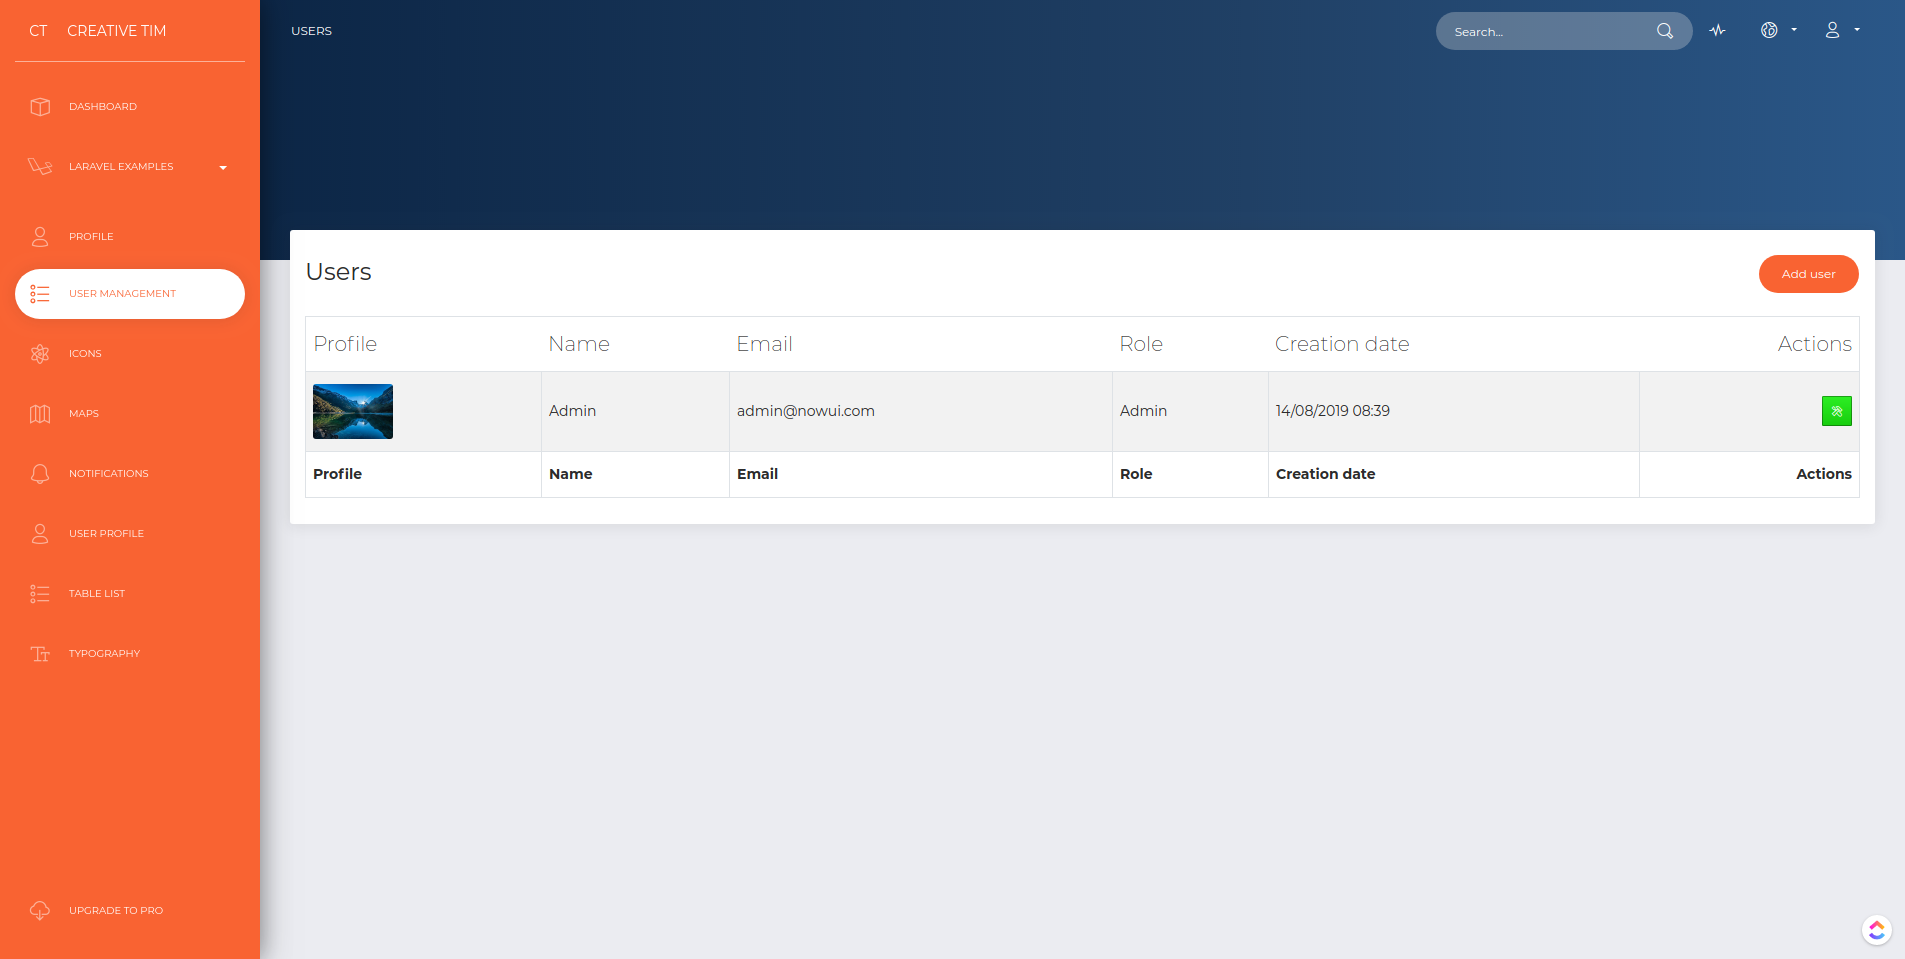 CT CREATIVE TIM
DASHBOARD
LARAVEL EXAMPLES
PROFILE
USER MANAGEMENT
ICONS
MAPS
NOTIFICATIONS
USER PROFILE
TABLE LIST
TYPOGRAPHY
UPGRADE TO PRO
USERS
Search...
Users
Add user
Profile Name Email Role Creation date Actions
Admin admin@nowui.com Admin 14/08/2019 08:39
Profile Name Email Role Creation date Actions